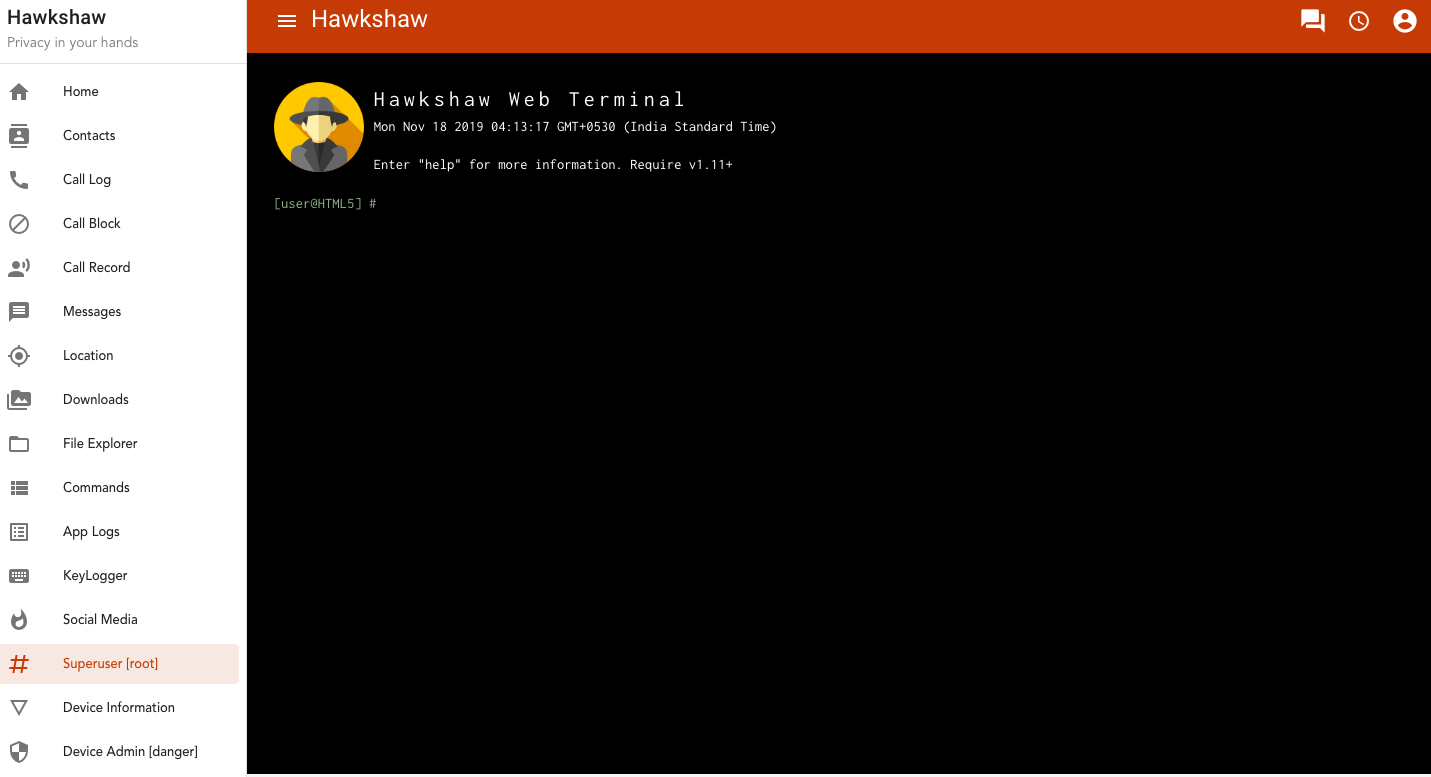 Hawkshaw
Privacy in your hands
Home
Contacts
Call Log
Call Block
Call Record
Messages
Location
Downloads
File Explorer
Commands
App Logs
KeyLogger
Social Media
Superuser [root]
Device Information
Device Admin [danger]
Hawkshaw
Hawkshaw Web Terminal
Mon Nov 18 2019 04:13:17 GMT+0530 (India Standard Time)
Enter "help" for more information. Require v1.11+
[user@HTML5] #